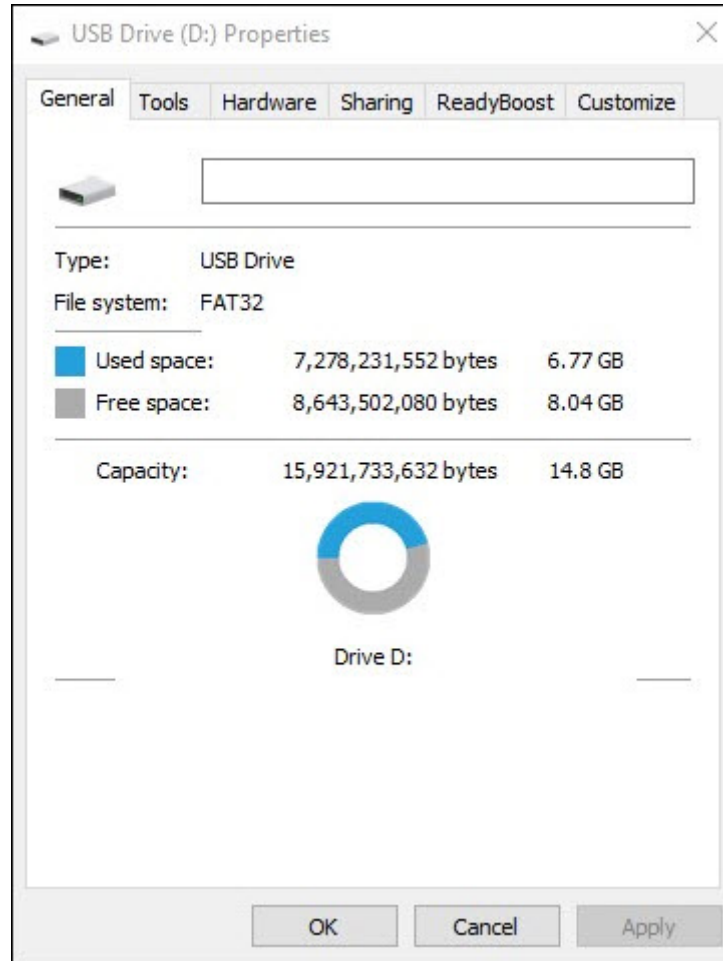 USB Drive (D:) Properties
General Tools Hardware Sharing ReadyBoost Customize
Type: USB Drive
File system: FAT32
Used space: 7,278,231,552 bytes 6.77 GB
Free space: 8,643,502,080 bytes 8.04 GB
Capacity: 15,921,733,632 bytes 14.8 GB
Drive D:
OK Cancel Apply